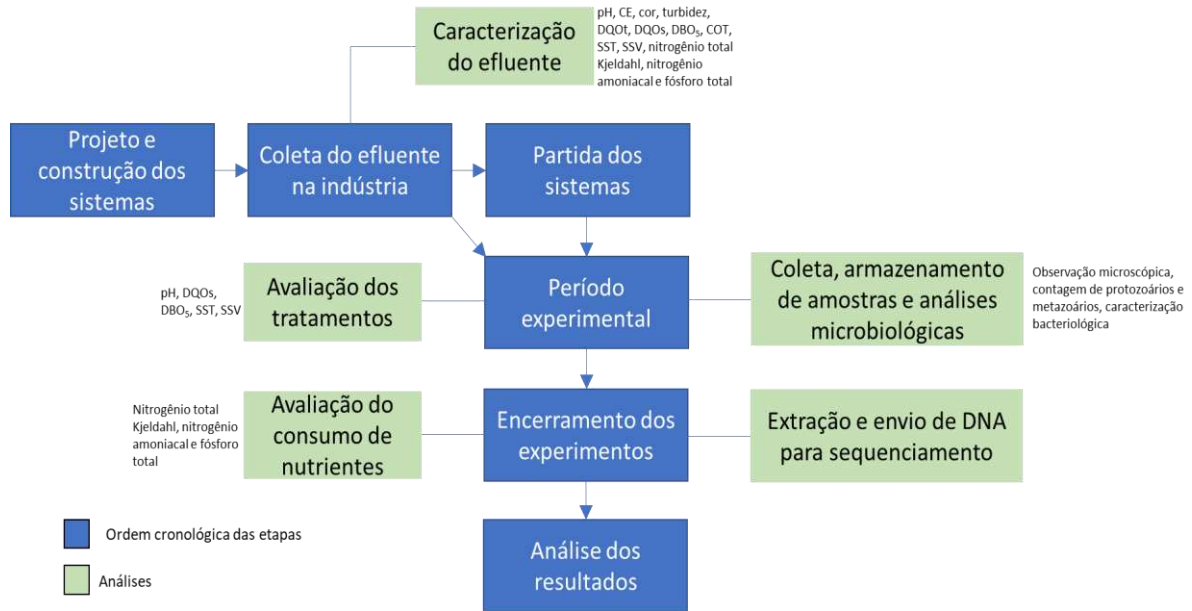 Caracterização
do efluente
pH, CE, cor, turbidez,
DQOt, DQOs, DBO₅, COT,
SST, SSV, nitrogênio total
Kjeldahl, nitrogênio
amoniacal e fósforo total
Projeto e
construção dos
sistemas
Coleta do efluente
na indústria
Partida dos
sistemas
pH, DQOs,
DBO₅, SST, SSV
Avaliação dos
tratamentos
Período
experimental
Coleta, armazenamento
de amostras e análises
microbiológicas
Observação microscópica,
contagem de protozoários e
metazoários, caracterização
bacteriológica
Nitrogênio total
Kjeldahl, nitrogênio
amoniacal e fósforo
total
Avaliação do
consumo de
nutrientes
Encerramento dos
experimentos
Extração e envio de DNA
para sequenciamento
Análise dos
resultados
Ordem cronológica das etapas
Análises